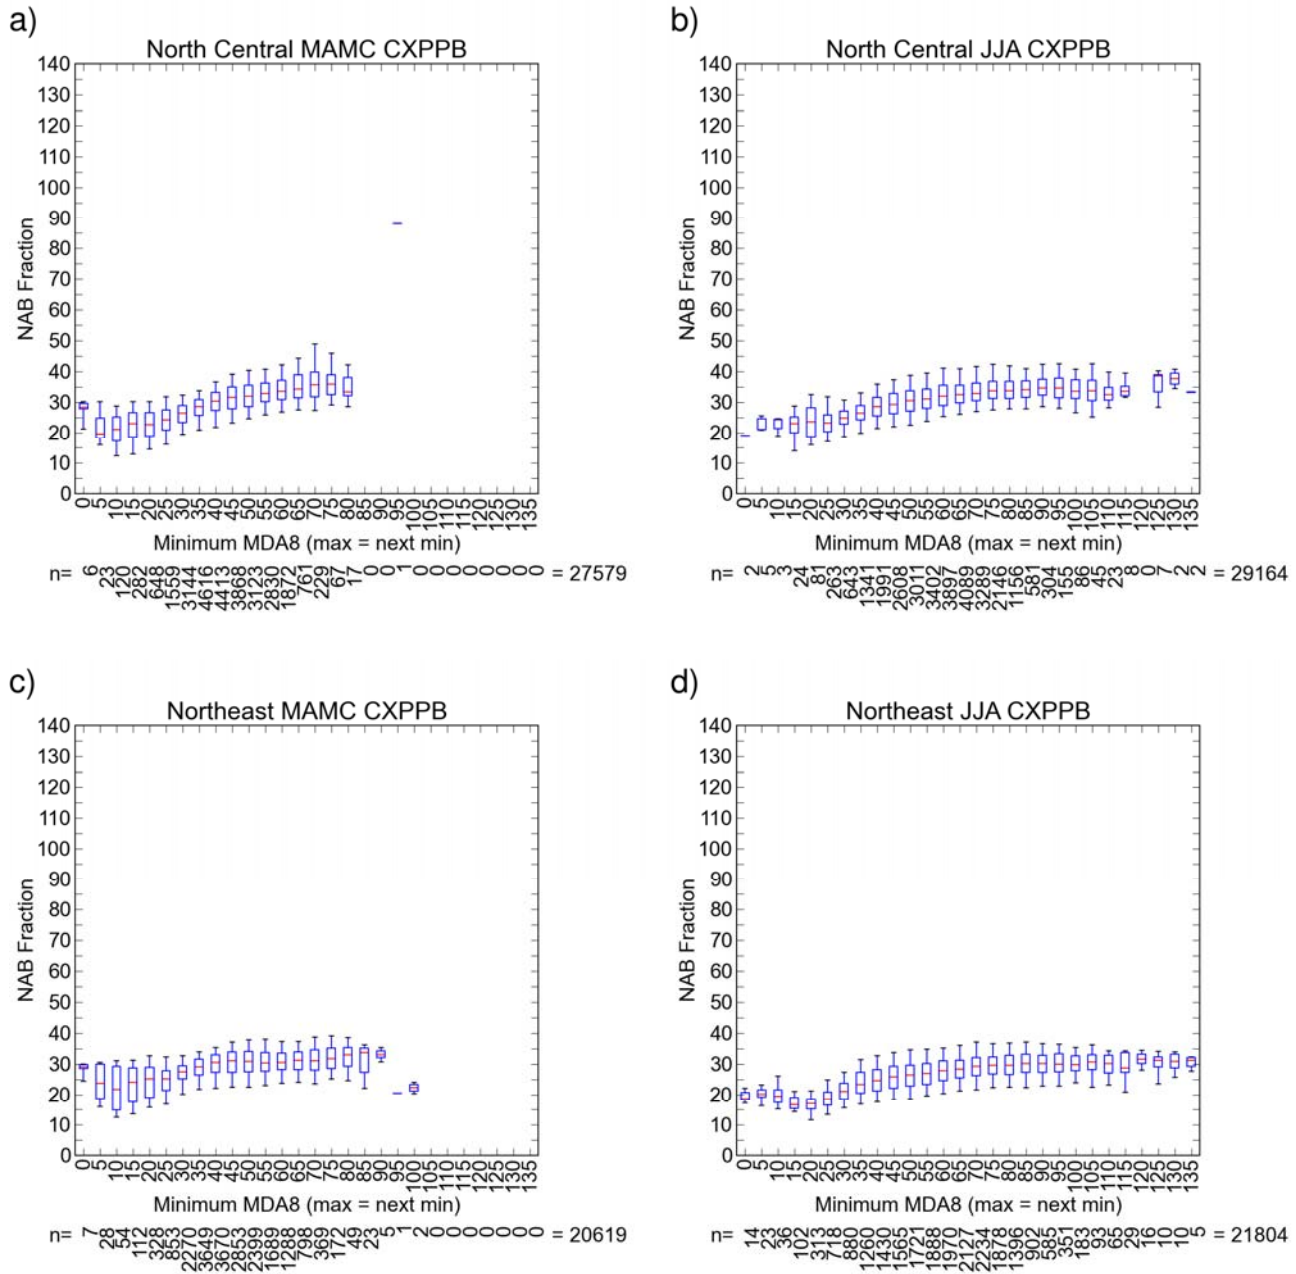 a)
North Central MAMC CXPPB
140
130
120
110
100
90
80
70
60
50
40
30
20
10
0
NAB Fraction
0 5 10 15 20 25 30 35 40 45 50 55 60 65 70 75 80 85 90 95 100 105 110 115 120 125 130 135
Minimum MDA8 (max = next min)
n= 6 23 120 282 648 1559 3144 4616 4413 3868 3123 2830 1872 761 229 67 17 0 0 1 0 0 0 0 0 0 0 0 = 27579
b)
North Central JJA CXPPB
140
130
120
110
100
90
80
70
60
50
40
30
20
10
0
NAB Fraction
0 5 10 15 20 25 30 35 40 45 50 55 60 65 70 75 80 85 90 95 100 105 110 115 120 125 130 135
Minimum MDA8 (max = next min)
n= 2 5 3 24 81 263 643 1341 1991 2608 3011 3402 3897 4089 3289 2146 1156 581 304 155 86 45 23 8 0 7 2 2 = 29164
c)
Northeast MAMC CXPPB
140
130
120
110
100
90
80
70
60
50
40
30
20
10
0
NAB Fraction
0 5 10 15 20 25 30 35 40 45 50 55 60 65 70 75 80 85 90 95 100 105 110 115 120 125 130 135
Minimum MDA8 (max = next min)
n= 7 28 54 112 328 853 2270 3649 3670 2853 2399 1689 1288 798 369 172 49 23 5 1 2 0 0 0 0 0 0 0 = 20619
d)
Northeast JJA CXPPB
140
130
120
110
100
90
80
70
60
50
40
30
20
10
0
NAB Fraction
0 5 10 15 20 25 30 35 40 45 50 55 60 65 70 75 80 85 90 95 100 105 110 115 120 125 130 135
Minimum MDA8 (max = next min)
n= 14 23 36 102 313 718 880 1260 1430 1565 1721 1888 1970 2127 2234 1878 1396 902 585 351 183 93 65 29 16 10 10 5 = 21804